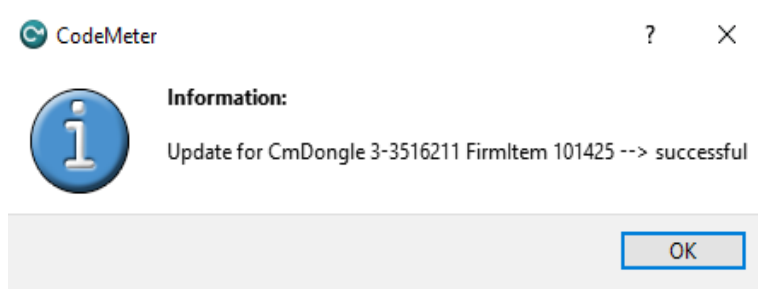 CodeMeter
?
Information:
Update for CmDongle 3-3516211 FirmItem 101425 --> successful
OK